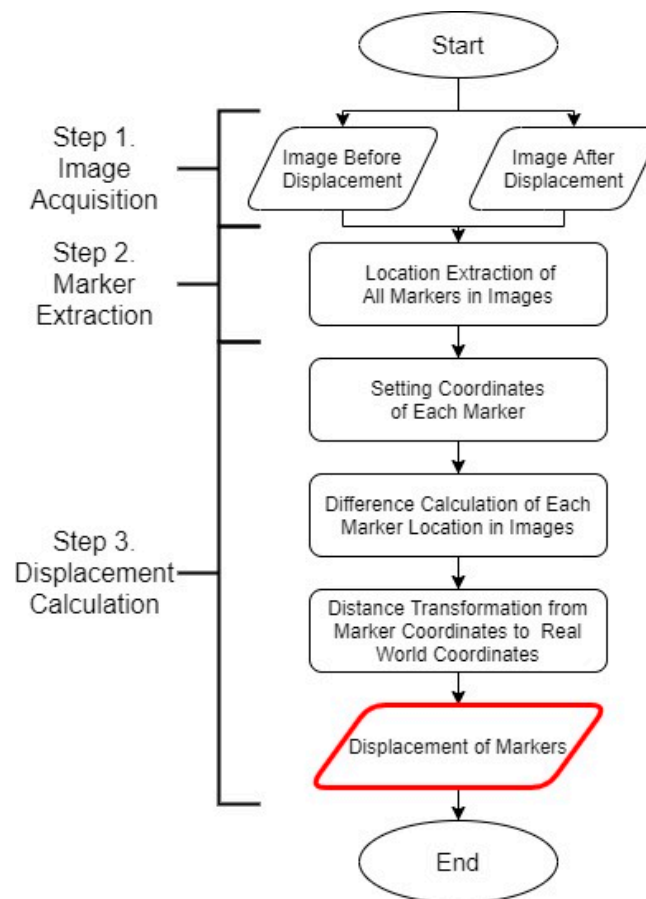 Start
Step 1.
Image
Acquisition
Image Before
Displacement
Image After
Displacement
Step 2.
Marker
Extraction
Location Extraction of
All Markers in Images
Step 3.
Displacement
Calculation
Setting Coordinates
of Each Marker
Difference Calculation of Each
Marker Location in Images
Distance Transformation from
Marker Coordinates to Real
World Coordinates
Displacement of Markers
End